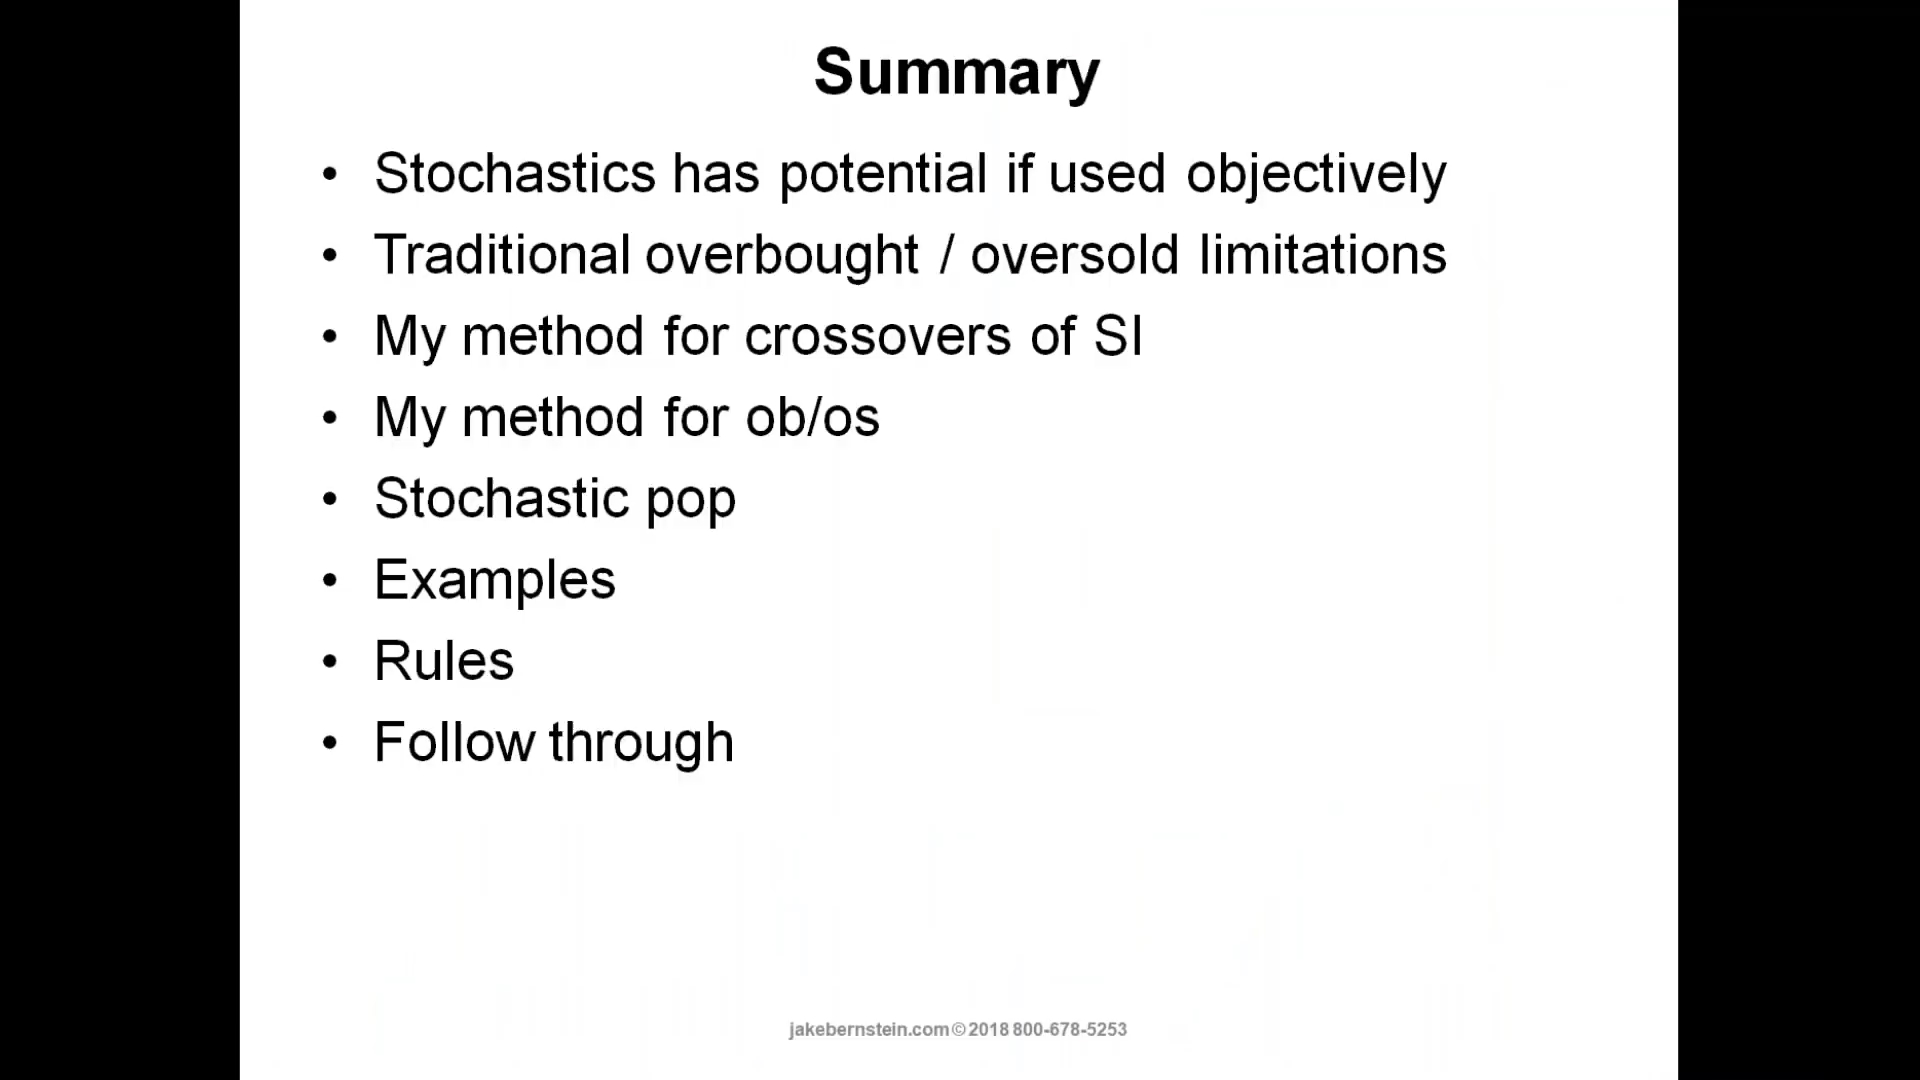 Summary
• Stochastics has potential if used objectively
• Traditional overbought / oversold limitations
• My method for crossovers of SI
• My method for ob/os
• Stochastic pop
• Examples
• Rules
• Follow through
jakebernstein.com©2018 800-678-5253